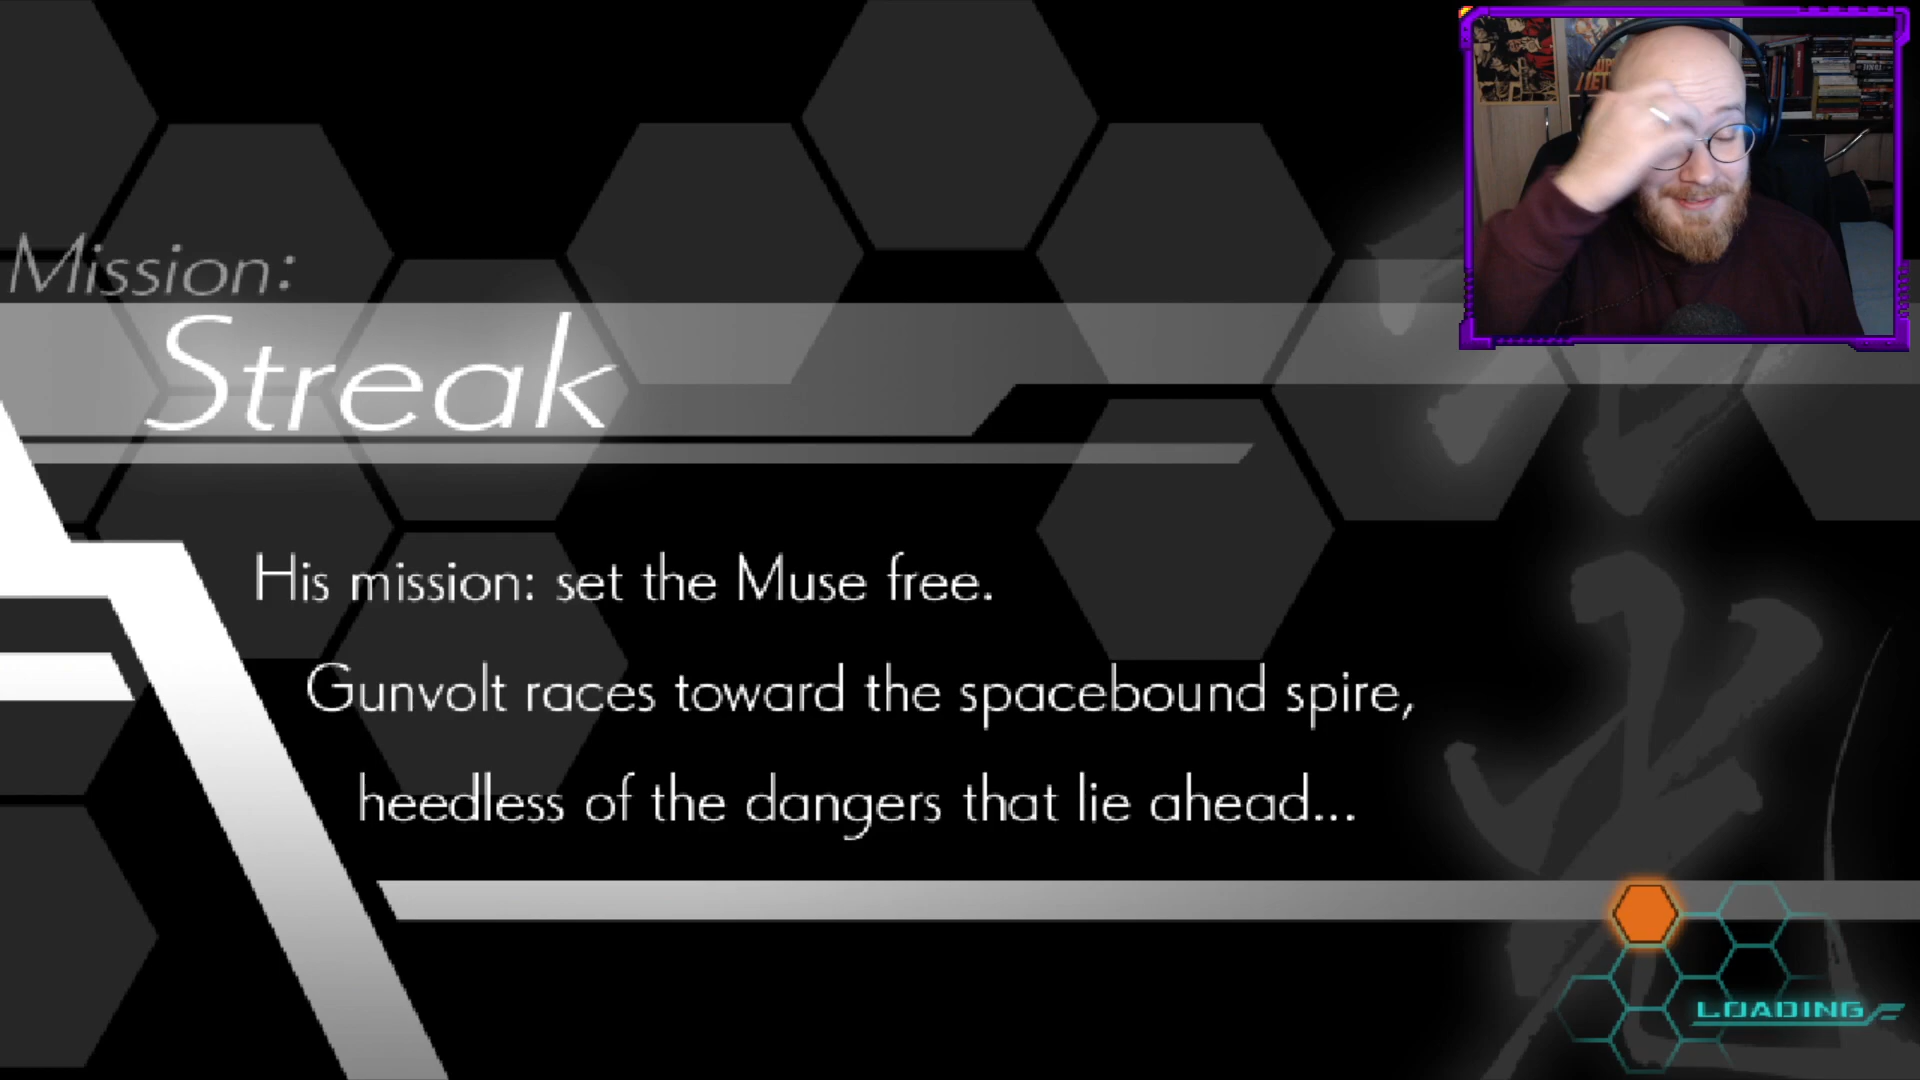 Mission:
Streak
His mission: set the Muse free.
Gunvolt races toward the spacebound spire,
heedless of the dangers that lie ahead...
LOADING